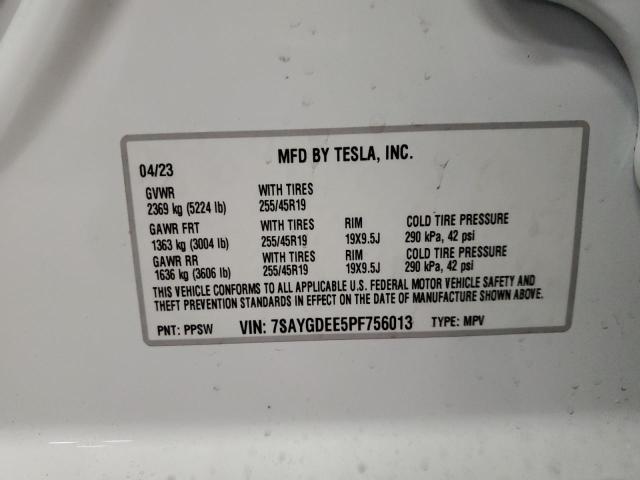 04/23 MFD BY TESLA, INC.
GVWR WITH TIRES
2369 kg (5224 lb) 255/45R19
GAWR FRT WITH TIRES RIM COLD TIRE PRESSURE
1363 kg (3004 lb) 255/45R19 19X9.5J 290 kPa, 42 psi
GAWR RR WITH TIRES RIM COLD TIRE PRESSURE
1636 kg (3606 lb) 255/45R19 19X9.5J 290 kPa, 42 psi
THIS VEHICLE CONFORMS TO ALL APPLICABLE U.S. FEDERAL MOTOR VEHICLE SAFETY AND
THEFT PREVENTION STANDARDS IN EFFECT ON THE DATE OF MANUFACTURE SHOWN ABOVE.
PNT: PPSW VIN: 7SAYGDEE5PF756013 TYPE: MPV